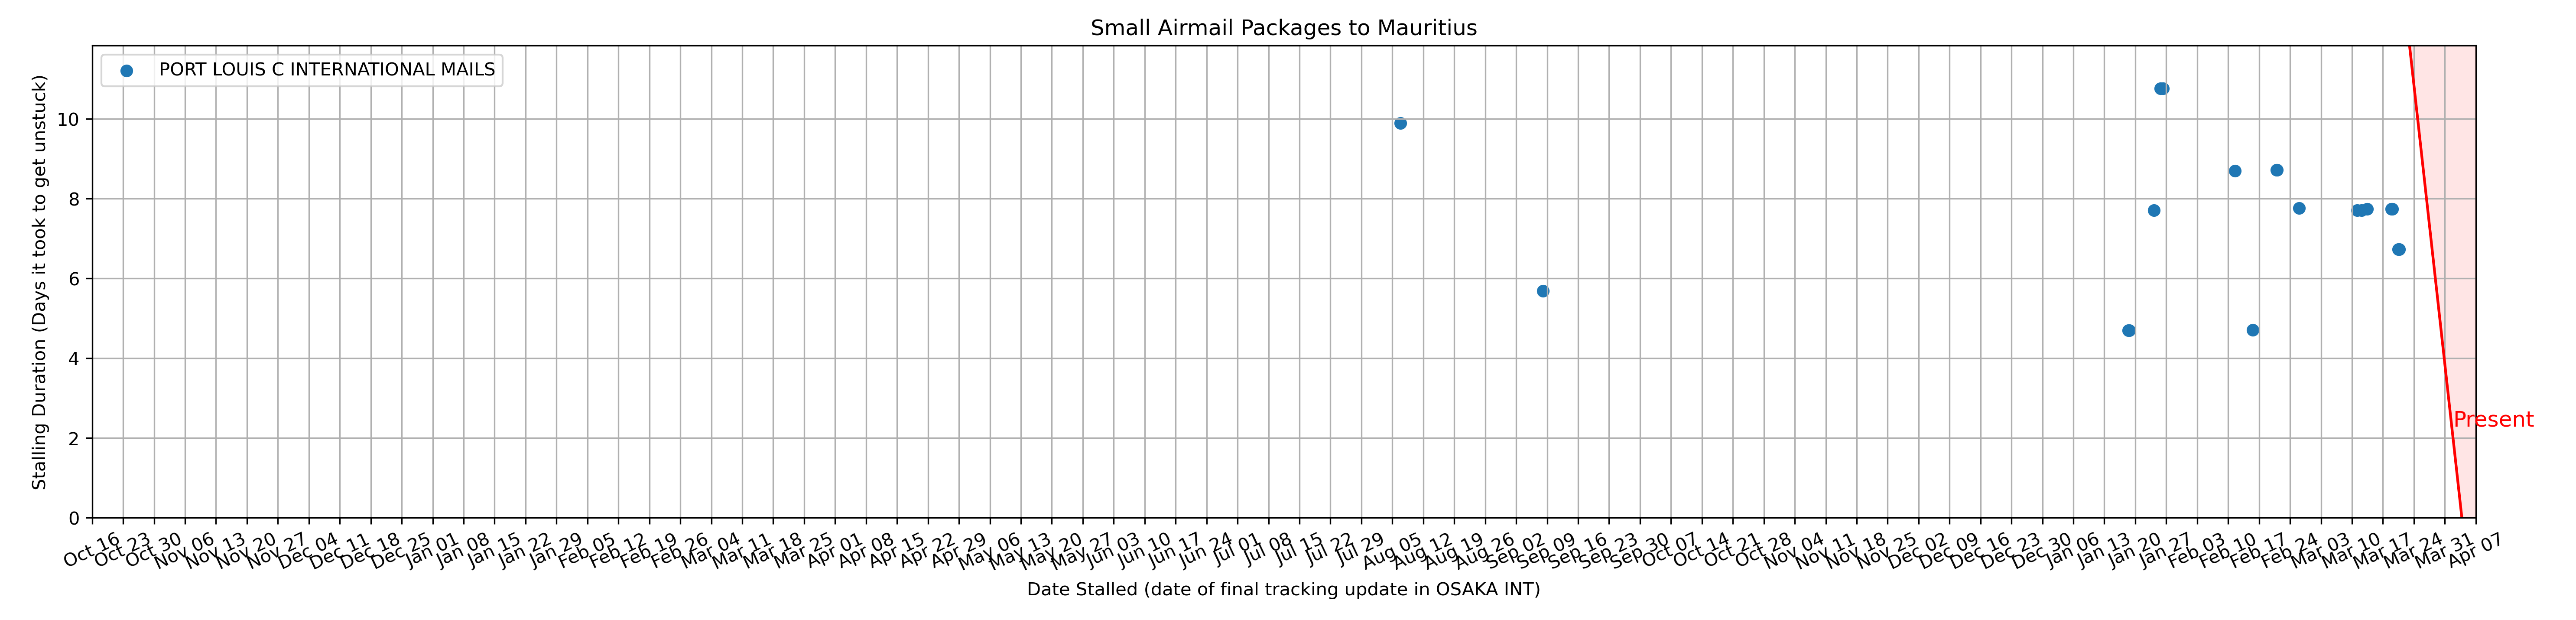 Small Airmail Packages to Mauritius
PORT LOUIS C INTERNATIONAL MAILS
Stalling Duration (Days it took to get unstuck)
10
8
6
4
2
0
Present
Oct 16 Oct 23 Oct 30 Nov 06 Nov 13 Nov 20 Nov 27 Dec 04 Dec 11 Dec 18 Dec 25 Jan 01 Jan 08 Jan 15 Jan 22 Jan 29 Feb 05 Feb 12 Feb 19 Feb 26 Mar 04 Mar 11 Mar 18 Mar 25 Apr 01 Apr 08 Apr 15 Apr 22 Apr 29 May 06 May 13 May 20 May 27 Jun 03 Jun 10 Jun 17 Jun 24 Jul 01 Jul 08 Jul 15 Jul 22 Jul 29 Aug 05 Aug 12 Aug 19 Aug 26 Sep 02 Sep 09 Sep 16 Sep 23 Sep 30 Oct 07 Oct 14 Oct 21 Oct 28 Nov 04 Nov 11 Nov 18 Nov 25 Dec 02 Dec 09 Dec 16 Dec 23 Dec 30 Jan 06 Jan 13 Jan 20 Jan 27 Feb 03 Feb 10 Feb 17 Feb 24 Mar 03 Mar 10 Mar 17 Mar 24 Mar 31 Apr 07
Date Stalled (date of final tracking update in OSAKA INT)